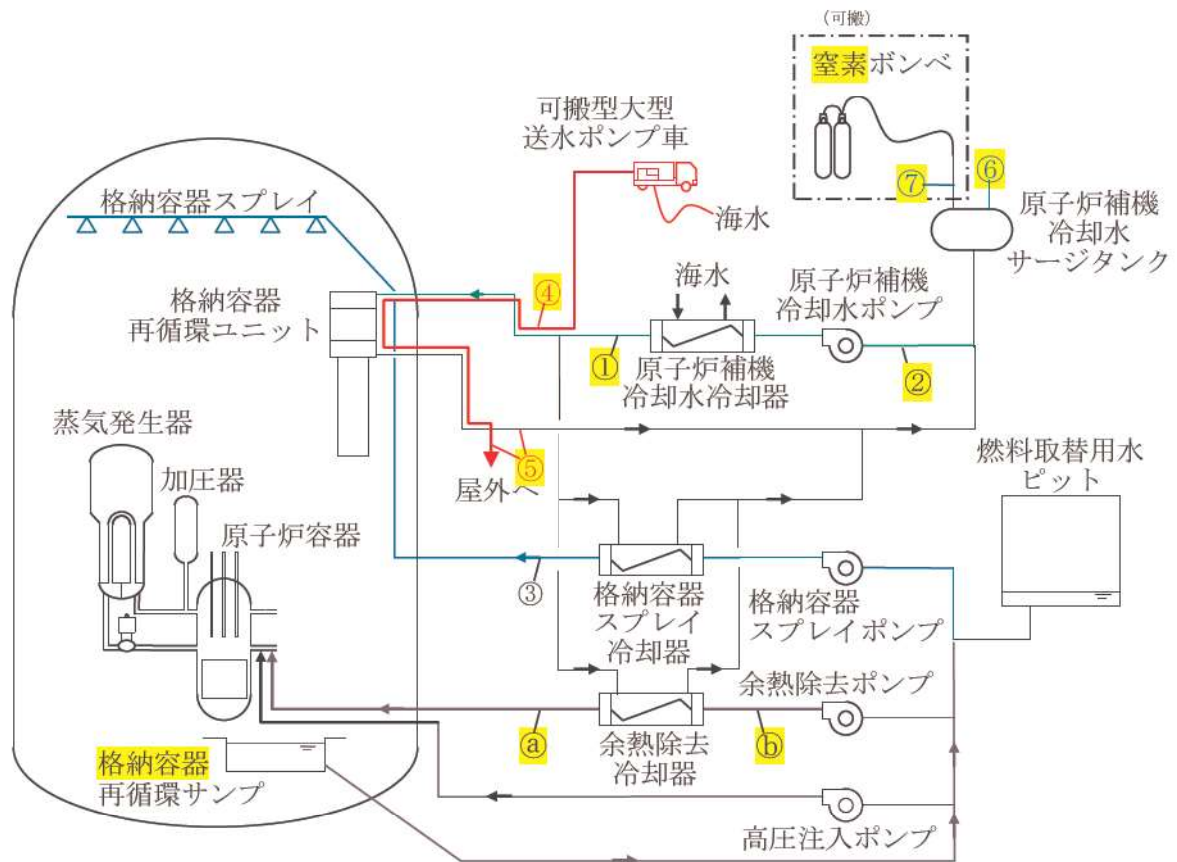 （可搬）
窒素ボンベ
可搬型大型
送水ポンプ車
⑥
⑦
原子炉補機
冷却水
サージタンク
格納容器スプレイ
海水
海水
原子炉補機
冷却水ポンプ
④
格納容器
再循環ユニット
①
②
原子炉補機
冷却水冷却器
蒸気発生器
⑤
屋外へ
燃料取替用水
ピット
加圧器
原子炉容器
③
格納容器
スプレイ
冷却器
格納容器
スプレイポンプ
余熱除去ポンプ
ⓐ
ⓑ
余熱除去
冷却器
格納容器
再循環サンプ
高圧注入ポンプ